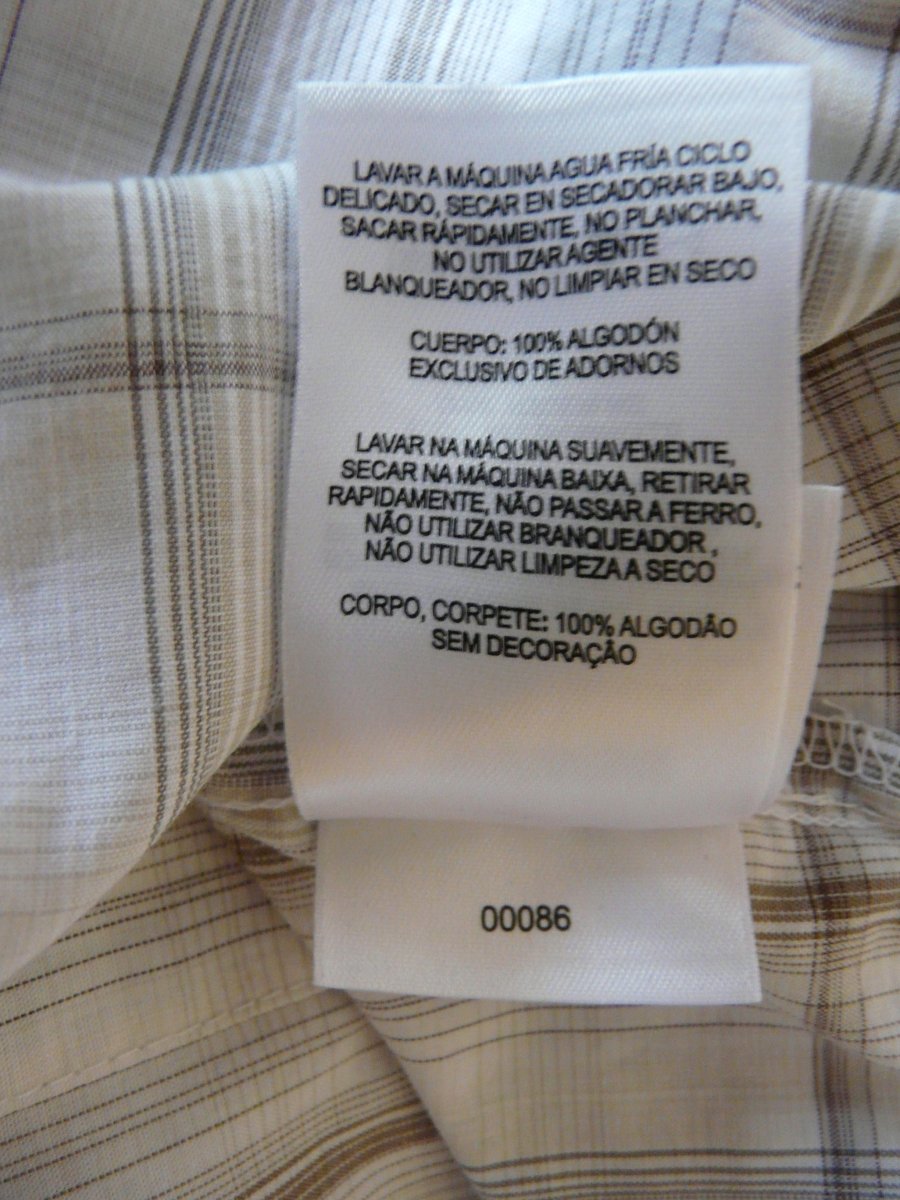 LAVAR A MÁQUINA AGUA FRÍA CICLO
DELICADO, SECAR EN SECADORAR BAJO,
SACAR RÁPIDAMENTE, NO PLANCHAR,
NO UTILIZAR AGENTE
BLANQUEADOR, NO LIMPIAR EN SECO
CUERPO: 100% ALGODÓN
EXCLUSIVO DE ADORNOS
LAVAR NA MÁQUINA SUAVEMENTE,
SECAR NA MÁQUINA BAIXA, RETIRAR
RAPIDAMENTE, NÃO PASSAR A FERRO,
NÃO UTILIZAR BRANQUEADOR ,
NÃO UTILIZAR LIMPEZA A SECO
CORPO, CORPETE: 100% ALGODÃO
SEM DECORAÇÃO
00086